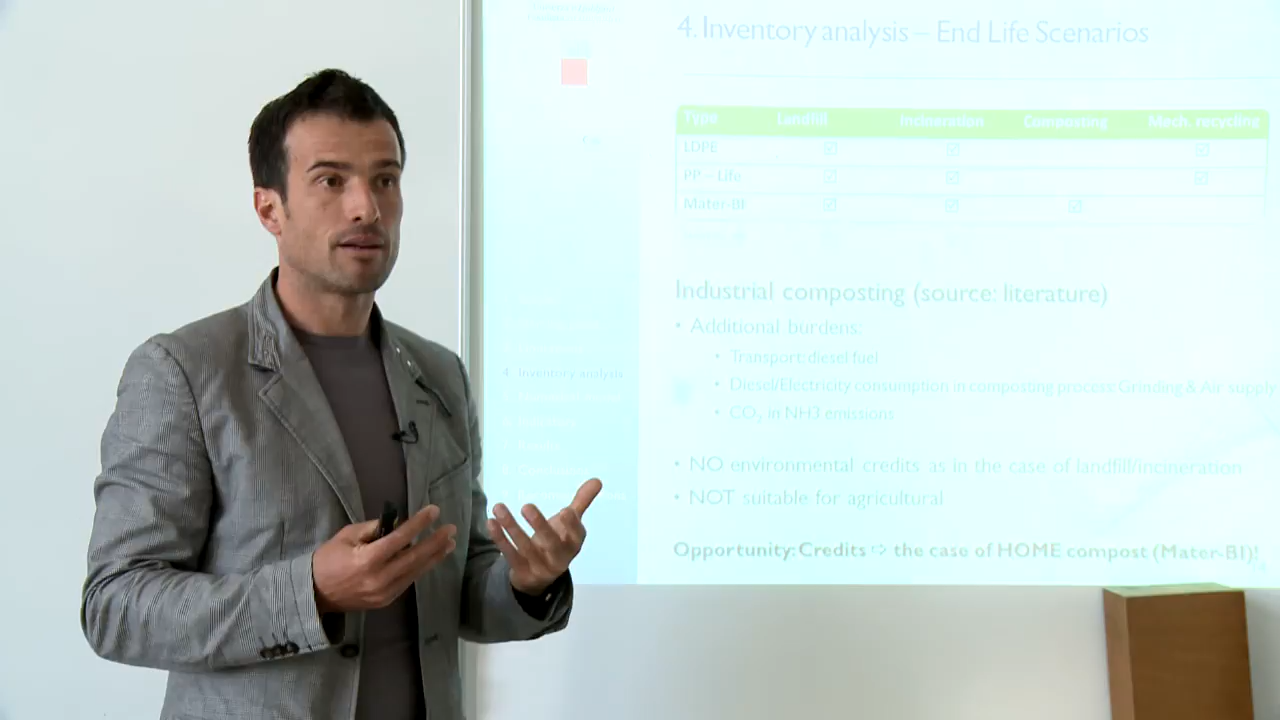 4. Inventory analysis – End Life Scenarios
Type Landfill Incineration Composting Mech. recycling
LDPE ☑ ☑ ☑
PP – Life ☑ ☑ ☑
Mater-BI ☑ ☑ ☑
Industrial composting (source: literature)
• Additional burdens:
• Transport: diesel fuel
4. Inventory analysis
• Diesel/Electricity consumption in composting process: Grinding & Air supply
• CO₂ in NH3 emissions
• NO environmental credits as in the case of landfill/incineration
• NOT suitable for agricultural
Opportunity: Credits ⇨ the case of HOME compost (Mater-BI)!